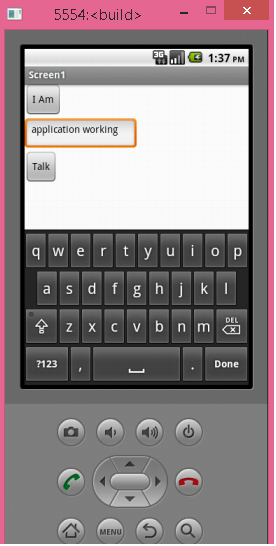 5554:<build>
3G 1:37 PM
Screen1
I Am
application working
Talk
q w e r t y u i o p
a s d f g h j k l
z x c v b n m DEL
?123 , . Done
MENU